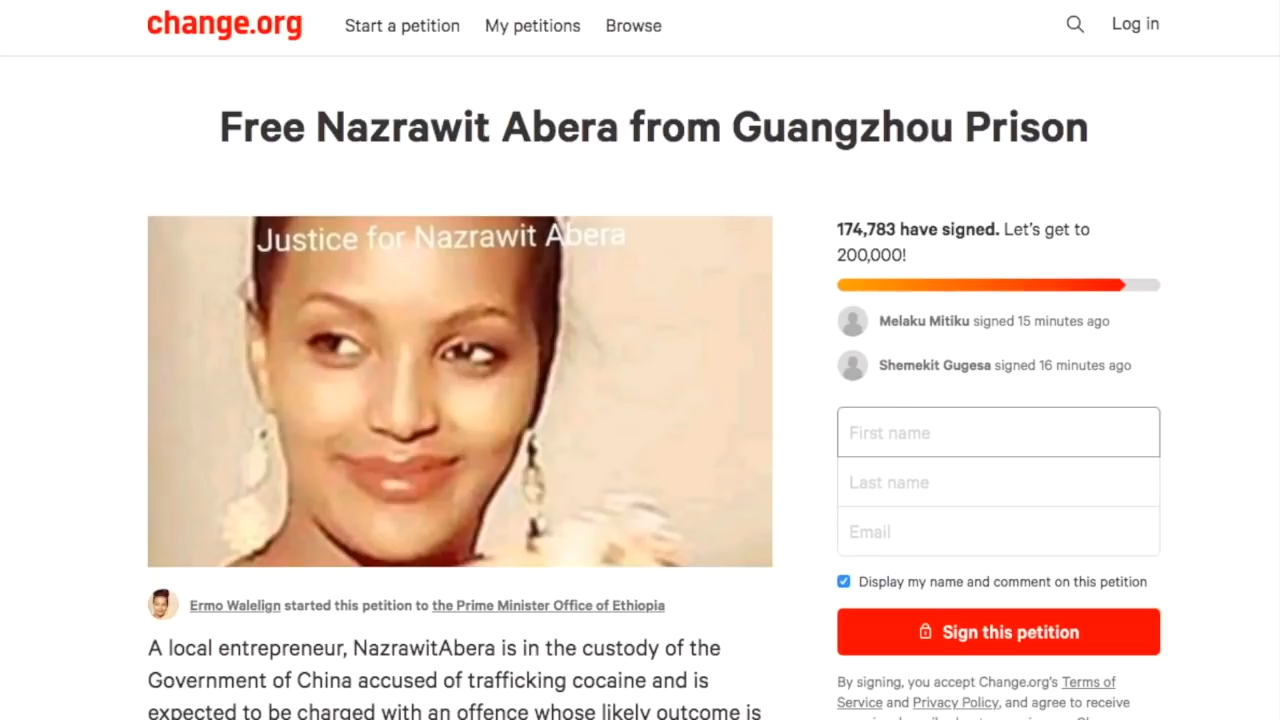 change.org
Start a petition
My petitions
Browse
Log in
Free Nazrawit Abera from Guangzhou Prison
Justice for Nazrawit Abera
174,783 have signed. Let's get to
200,000!
Melaku Mitiku signed 15 minutes ago
Shemekit Gugesa signed 16 minutes ago
First name
Last name
Email
Display my name and comment on this petition
Sign this petition
By signing, you accept Change.org's Terms of
Service and Privacy Policy, and agree to receive
Ermo Walelign started this petition to the Prime Minister Office of Ethiopia
A local entrepreneur, NazrawitAbera is in the custody of the
Government of China accused of trafficking cocaine and is
expected to be charged with an offence whose likely outcome is